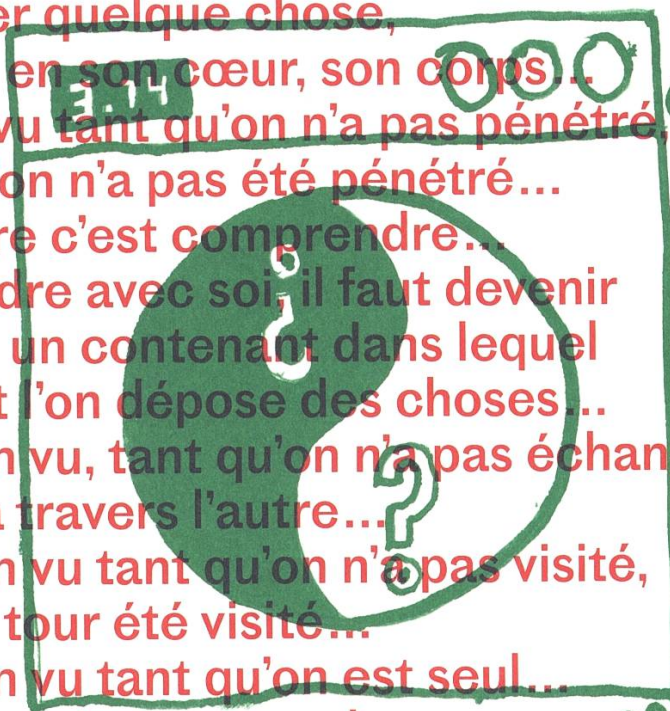 er quelque chose,
en son cœur, son corps...
vu tant qu'on n'a pas pénétré,
on n'a pas été pénétré...
re c'est comprendre...
dre avec soi, il faut devenir
un contenant dans lequel
t l'on dépose des choses...
n vu, tant qu'on n'a pas échan
à travers l'autre...
n vu tant qu'on n'a pas visité,
tour été visité...
n vu tant qu'on est seul...
¿
?